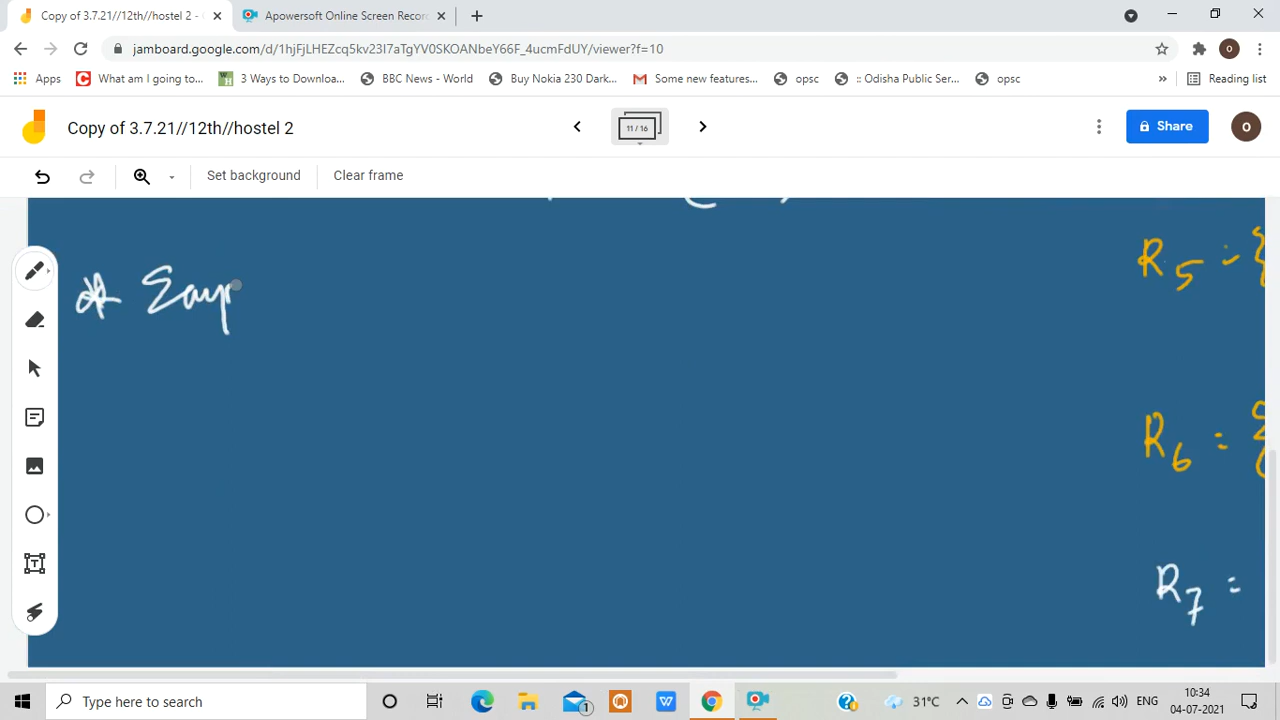 Copy of 3.7.21//12th//hostel 2 -
Apowersoft Online Screen Record
jamboard.google.com/d/1hjFjLHEZcq5kv23I7aTgYV0SKOANbeY66F_4ucmFdUY/viewer?f=10
Apps What am I going to... 3 Ways to Downloa... BBC News - World Buy Nokia 230 Dark... Some new features... opsc :: Odisha Public Ser... opsc » Reading list
Copy of 3.7.21//12th//hostel 2
11 / 16
Share
O
Set background Clear frame
R5 = {
R6 = {
R7 =
Type here to search
31°C ENG
10:34
04-07-2021